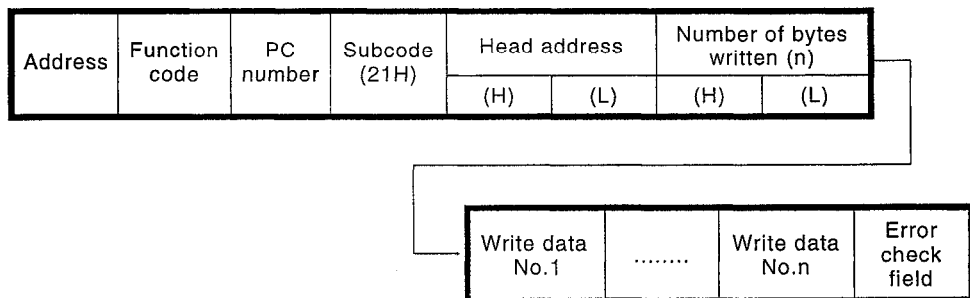 Address
Function
code
PC
number
Subcode
(21H)
Head address
(H)
(L)
Number of bytes
written (n)
(H)
(L)
Write data
No.1
........
Write data
No.n
Error
check
field